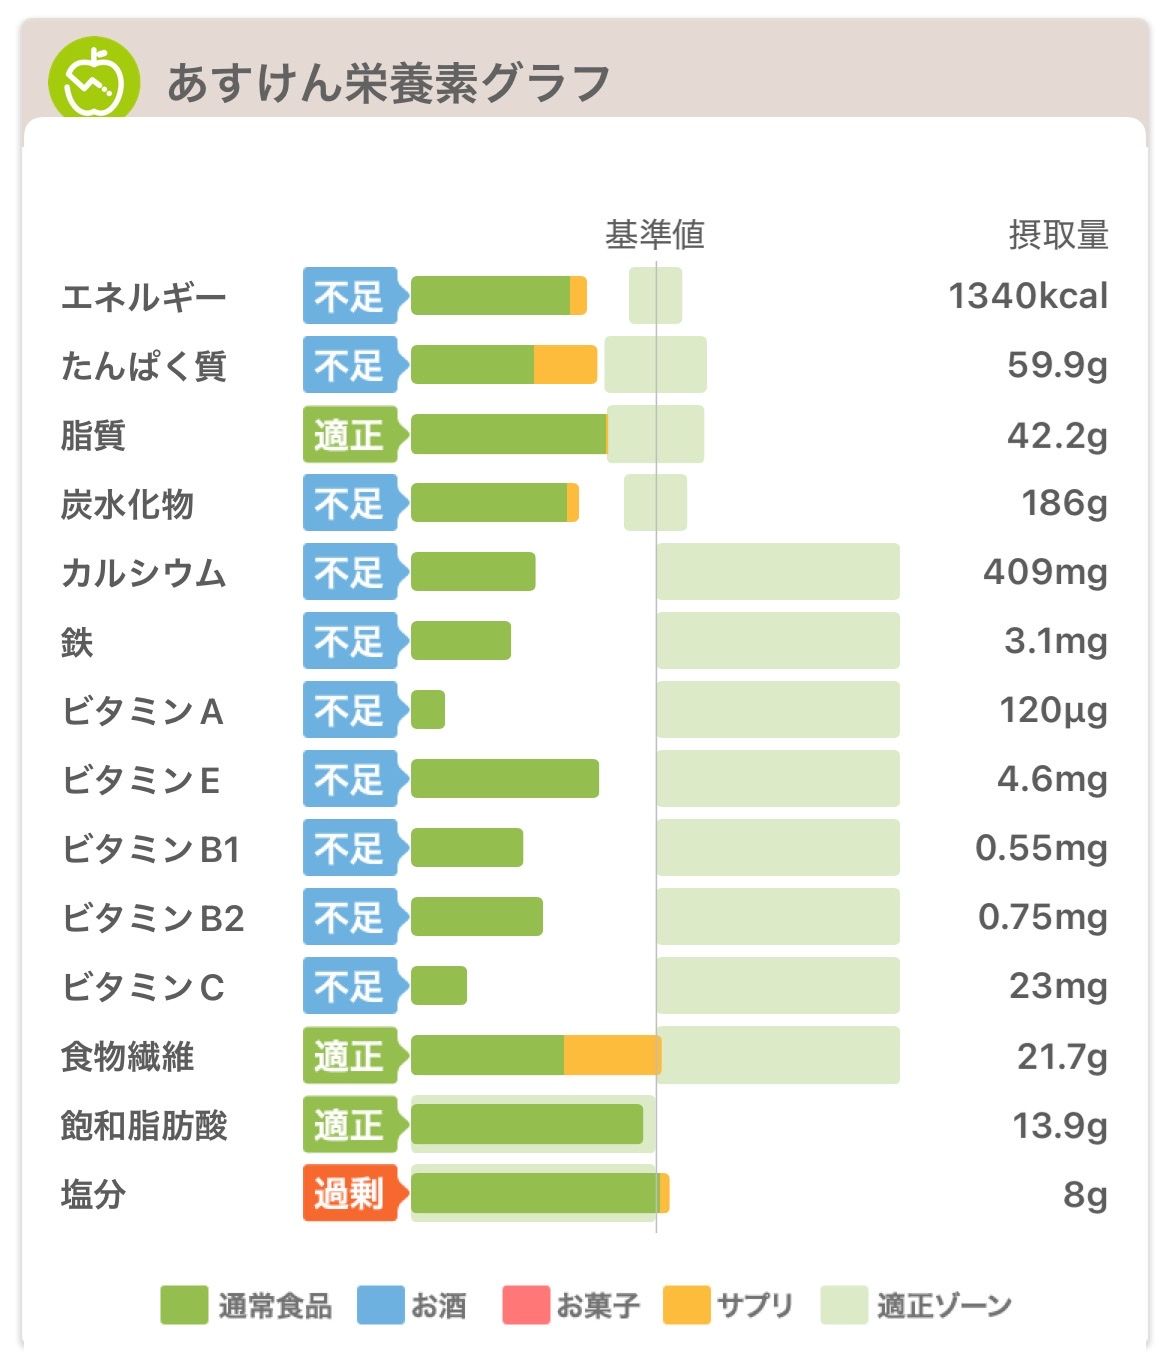 あすけん栄養素グラフ
基準値 摂取量
エネルギー 不足 1340kcal
たんぱく質 不足 59.9g
脂質 適正 42.2g
炭水化物 不足 186g
カルシウム 不足 409mg
鉄 不足 3.1mg
ビタミンA 不足 120μg
ビタミンE 不足 4.6mg
ビタミンB1 不足 0.55mg
ビタミンB2 不足 0.75mg
ビタミンC 不足 23mg
食物繊維 適正 21.7g
飽和脂肪酸 適正 13.9g
塩分 過剰 8g
通常食品 お酒 お菓子 サプリ 適正ゾーン